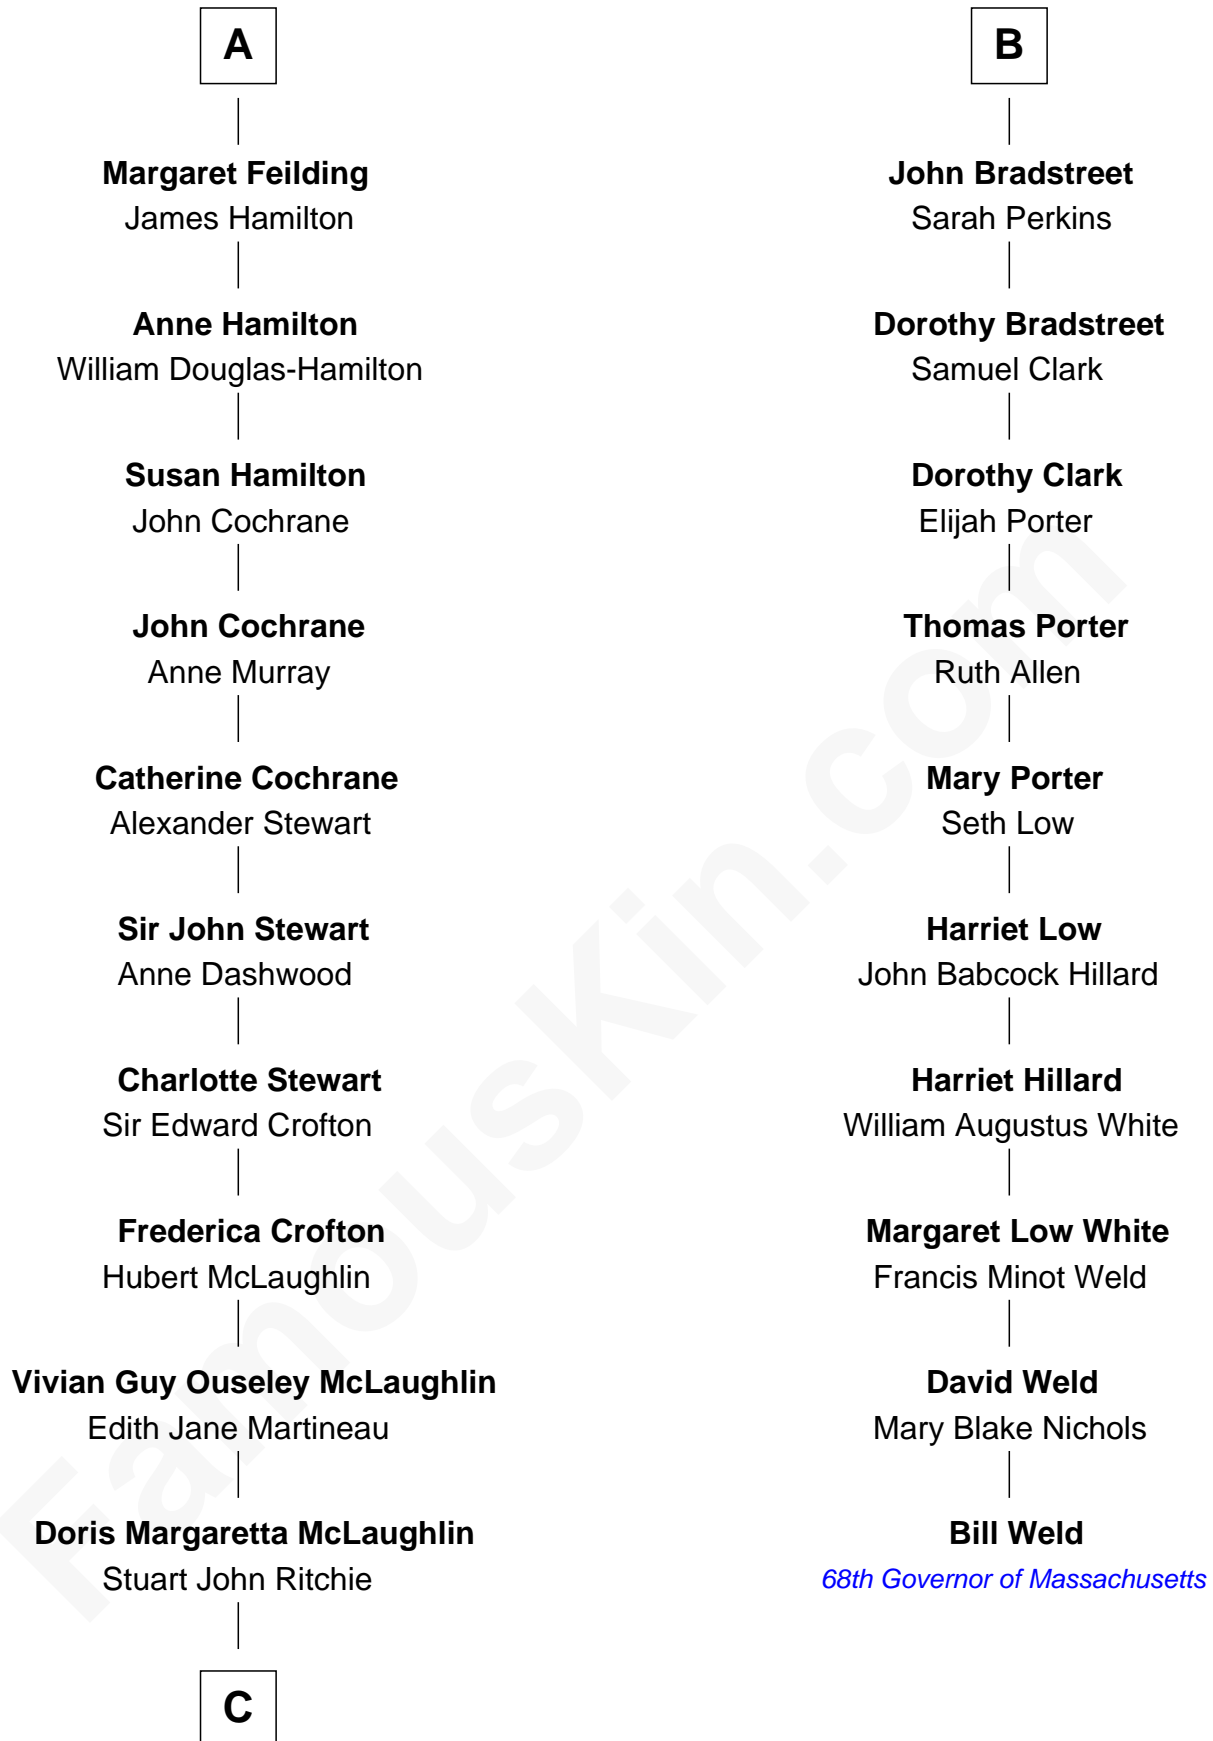 A
Margaret Feilding
James Hamilton
Anne Hamilton
William Douglas-Hamilton
Susan Hamilton
John Cochrane
John Cochrane
Anne Murray
Catherine Cochrane
Alexander Stewart
Sir John Stewart
Anne Dashwood
Charlotte Stewart
Sir Edward Crofton
Frederica Crofton
Hubert McLaughlin
Vivian Guy Ouseley McLaughlin
Edith Jane Martineau
Doris Margaretta McLaughlin
Stuart John Ritchie
C
B
John Bradstreet
Sarah Perkins
Dorothy Bradstreet
Samuel Clark
Dorothy Clark
Elijah Porter
Thomas Porter
Ruth Allen
Mary Porter
Seth Low
Harriet Low
John Babcock Hillard
Harriet Hillard
William Augustus White
Margaret Low White
Francis Minot Weld
David Weld
Mary Blake Nichols
Bill Weld
68th Governor of Massachusetts
FamousKin.com